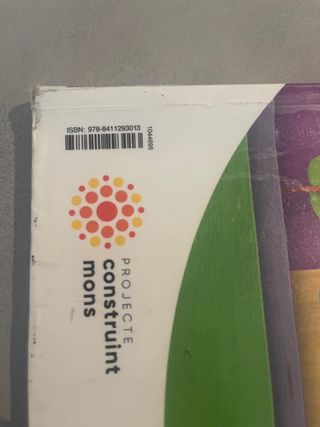 ISBN: 978-8411293013
1044695
PROJECTE
construint
mons